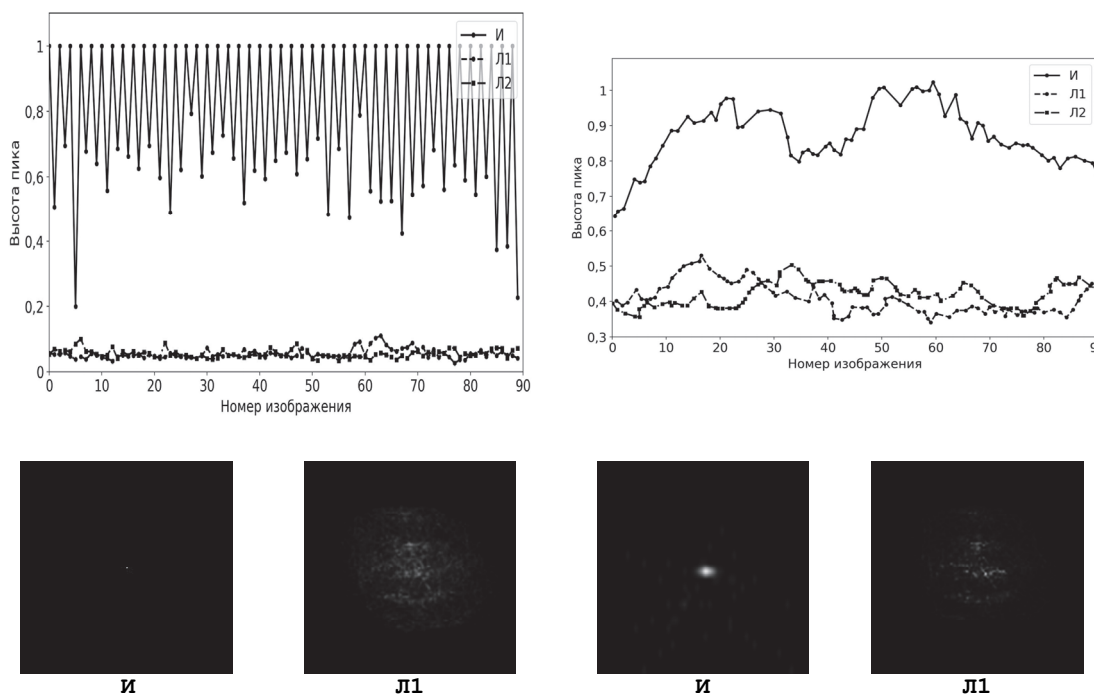 1
0,8
0,6
0,4
0,2
0
Высота пика
0 10 20 30 40 50 60 70 80 90
Номер изображения
И
Л1
Л2
1
0,9
0,8
0,7
0,6
0,5
0,4
0,3
Высота пика
0 10 20 30 40 50 60 70 80 90
Номер изображения
И
Л1
Л2
И Л1 И Л1